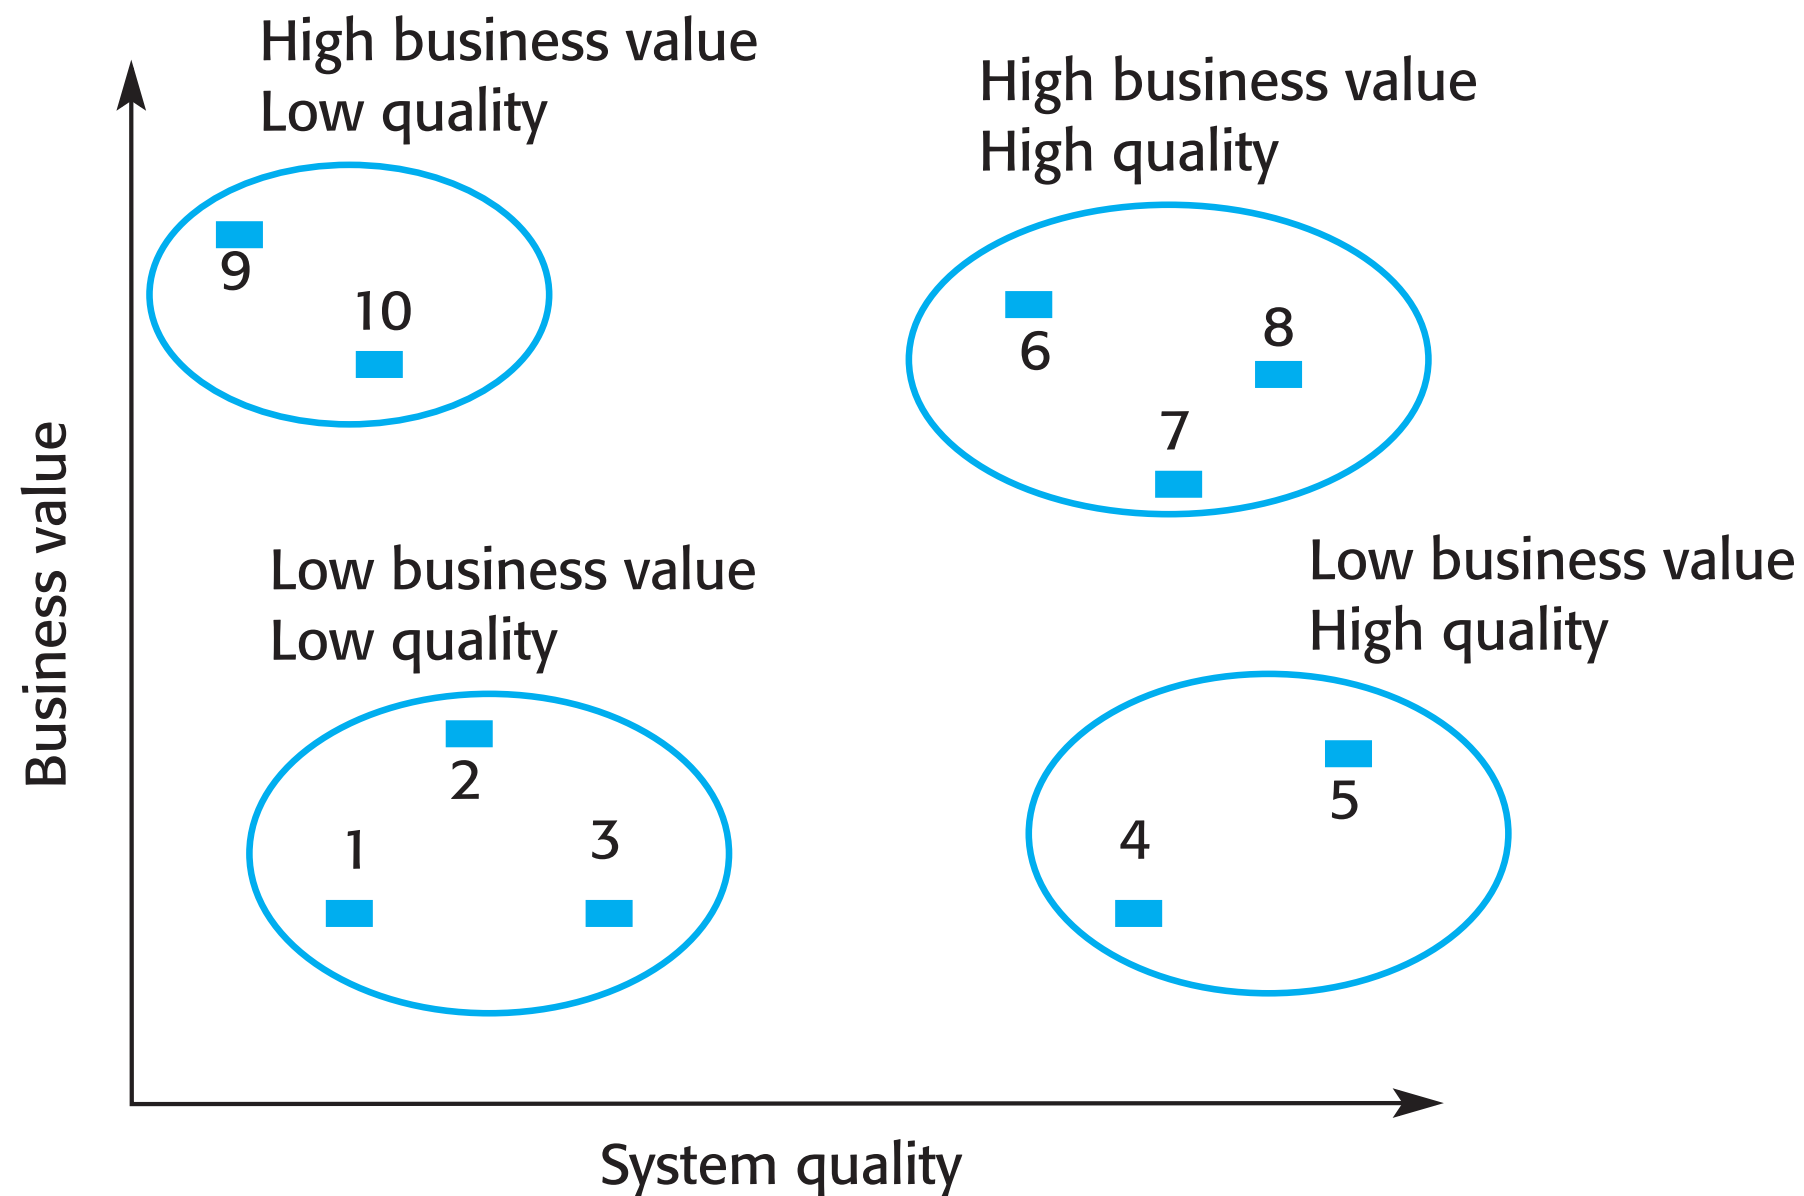 High business value
Low quality
High business value
High quality
9
10
6
8
7
Business value
Low business value
Low quality
Low business value
High quality
2
5
1
3
4
System quality